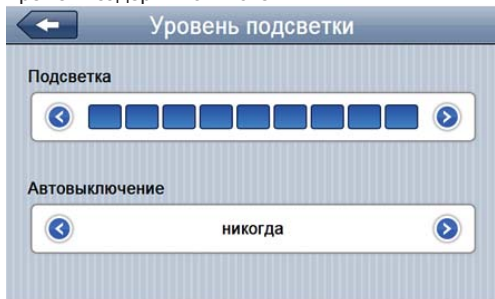 Уровень подсветки
Подсветка
Автовыключение
никогда